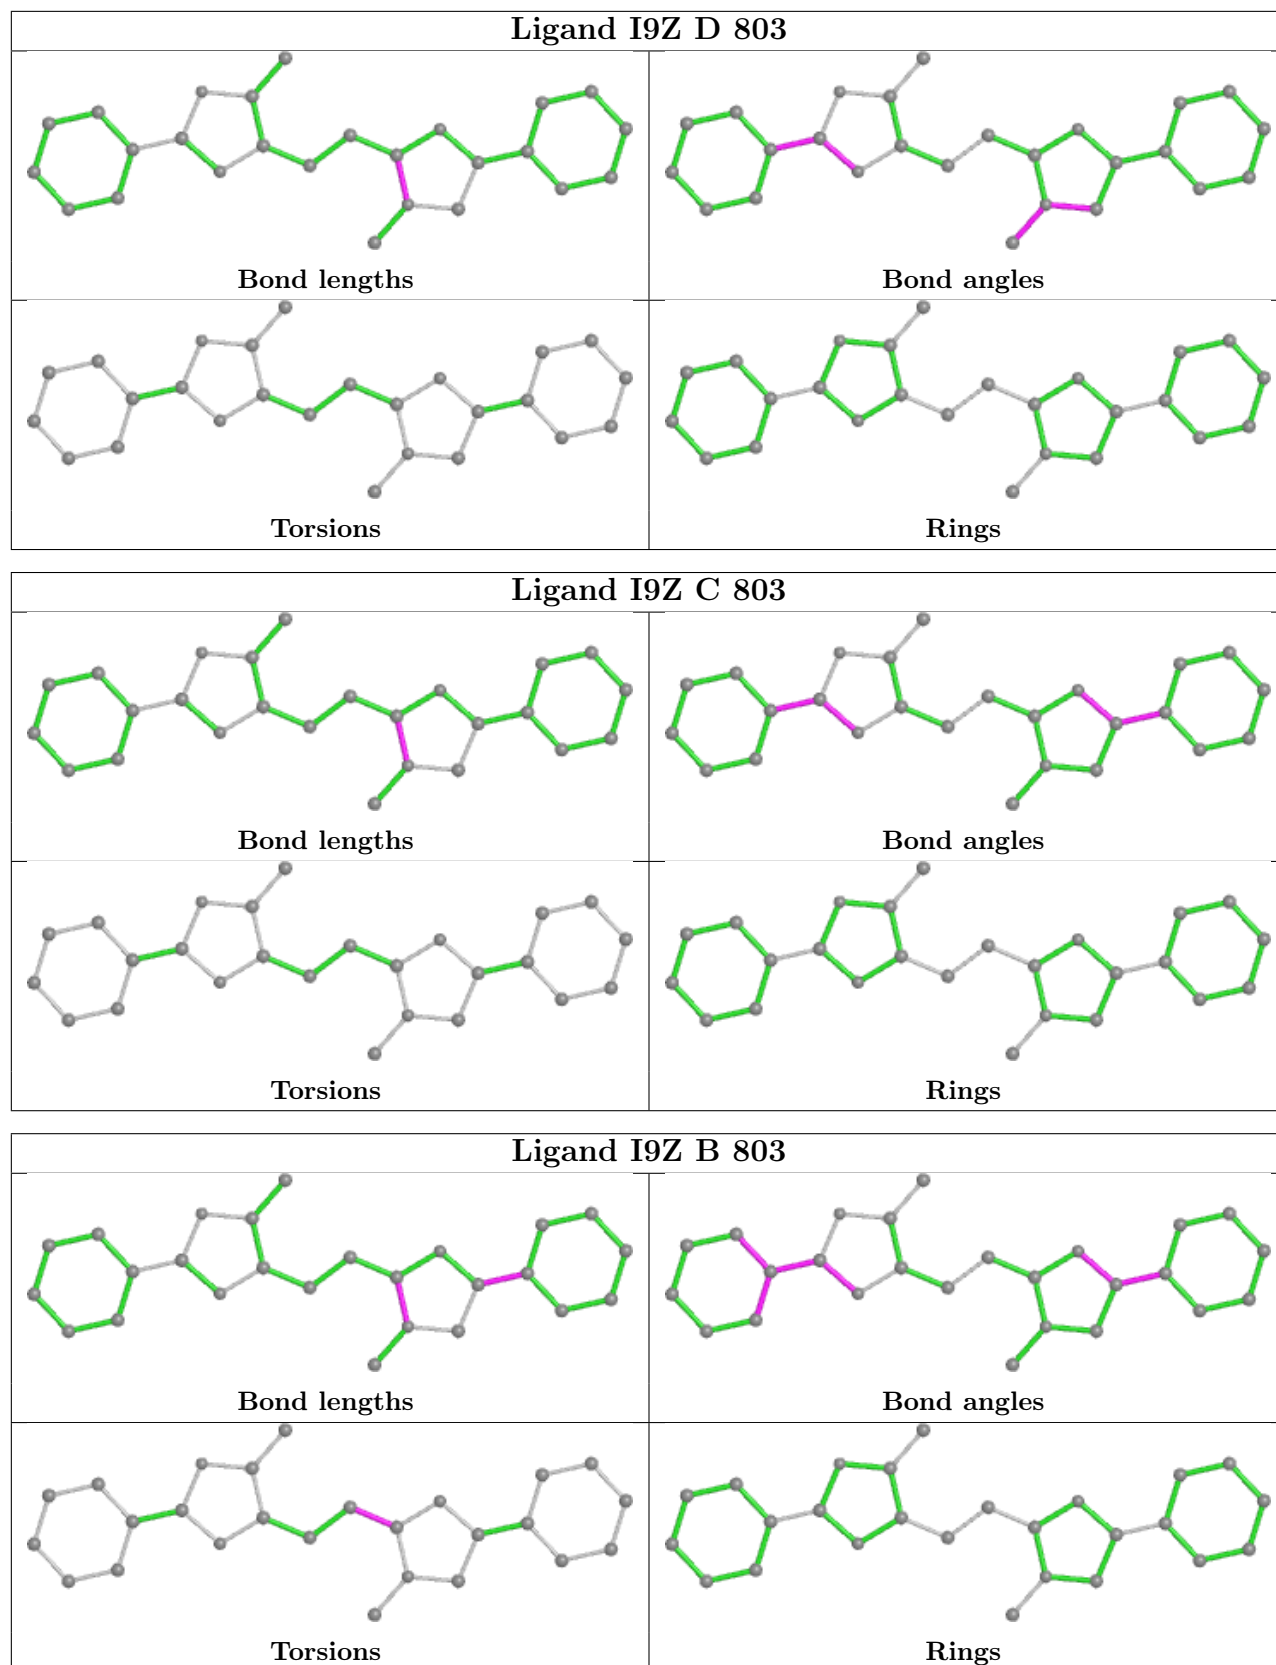 Ligand I9Z D 803
Bond lengths
Bond angles
Torsions
Rings
Ligand I9Z C 803
Bond lengths
Bond angles
Torsions
Rings
Ligand I9Z B 803
Bond lengths
Bond angles
Torsions
Rings